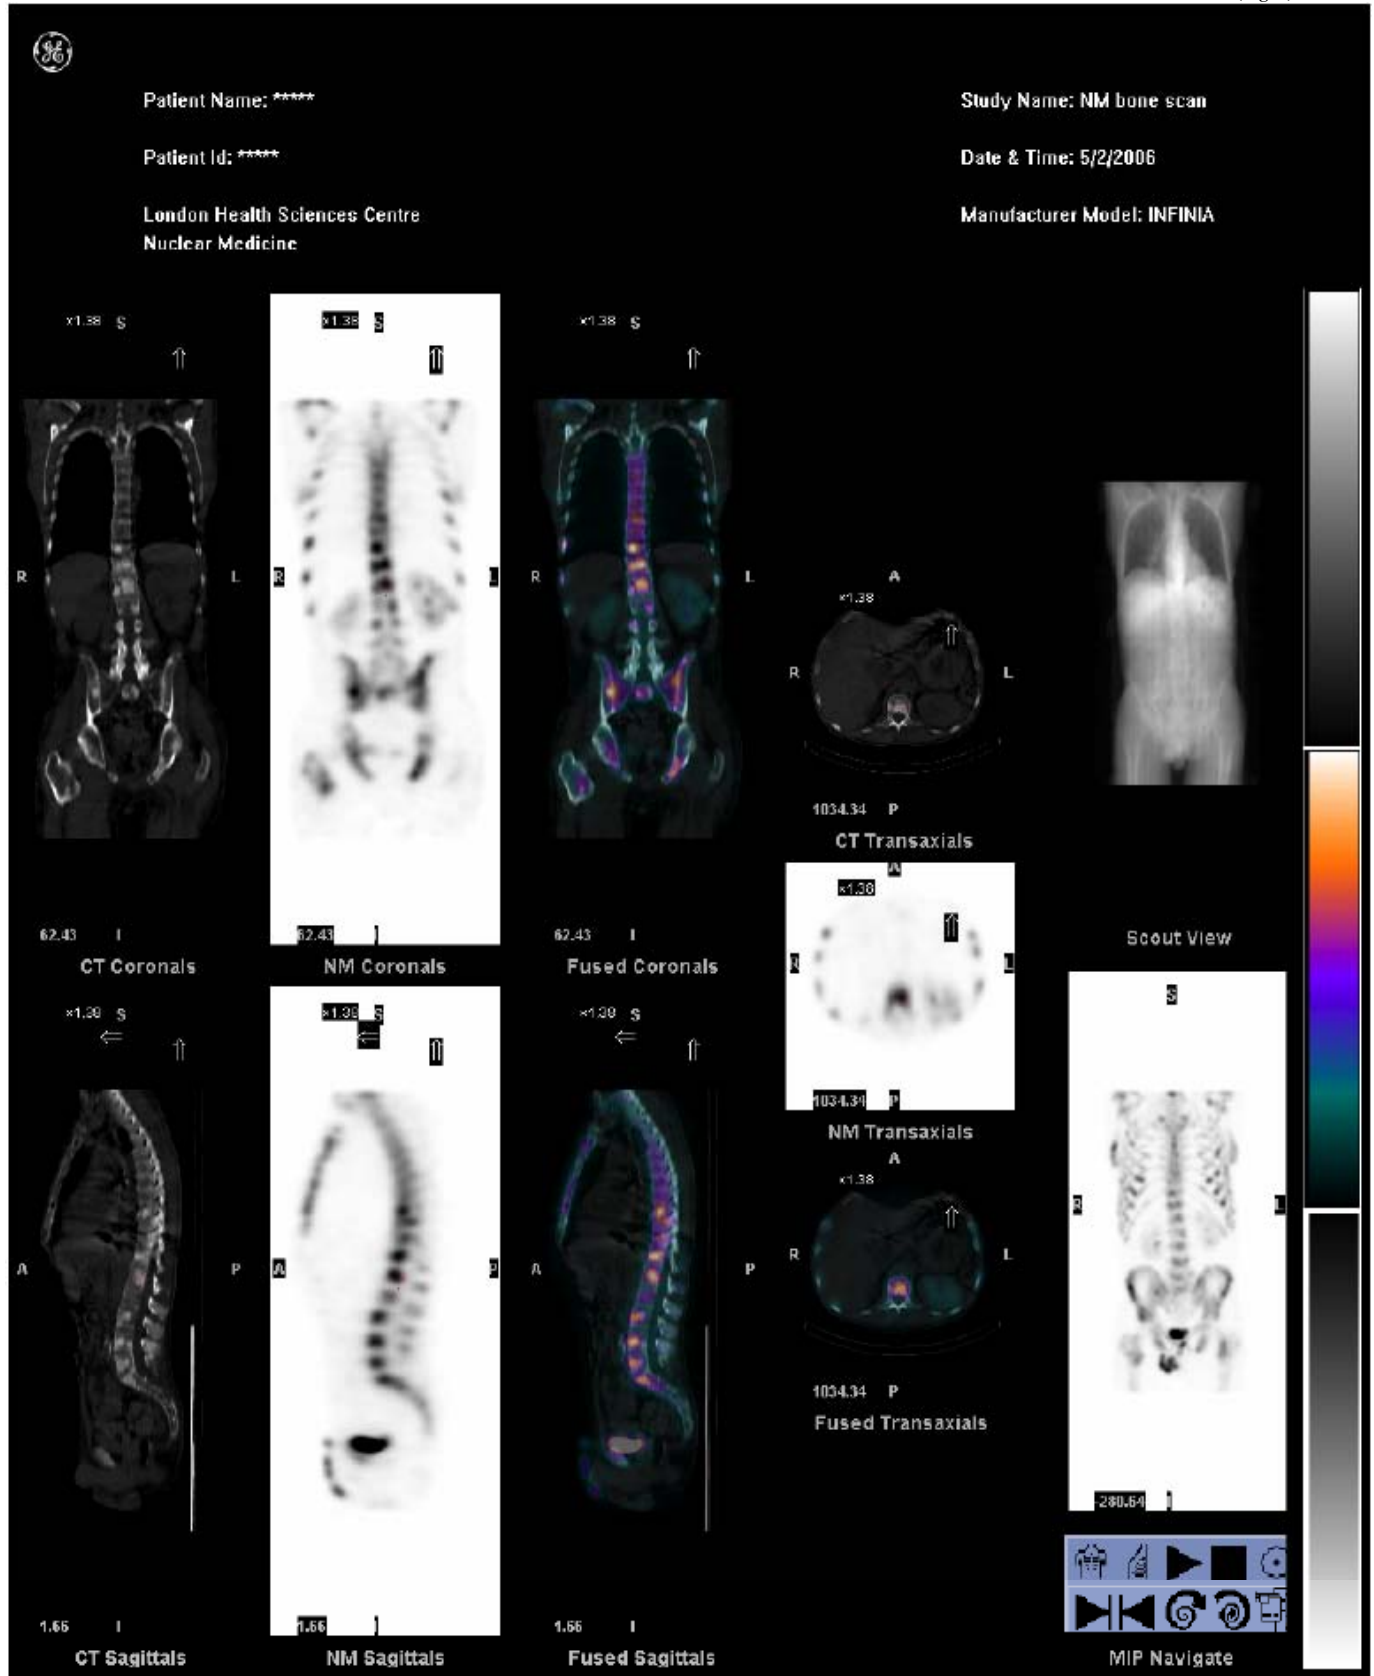 GE
Patient Name: *****
Study Name: NM bone scan
Patient Id: *****
Date & Time: 5/2/2006
London Health Sciences Centre
Manufacturer Model: INFINIA
Nuclear Medicine
x1.38 S
x1.38 S
x1.38 S
R L
R L
R L
A
x1.38
R L
1034.34 P
CT Transaxials
62.43 I
62.43 I
62.43 I
CT Coronals
NM Coronals
Fused Coronals
A
x1.38
R L
1034.34 P
NM Transaxials
Scout View
x1.38 S
x1.38 S
x1.38 S
A P
A P
A P
A
x1.38
R L
1034.34 P
Fused Transaxials
S
R L
-280.64 I
1.66 I
1.66 I
1.66 I
CT Sagittals
NM Sagittals
Fused Sagittals
MIP Navigate